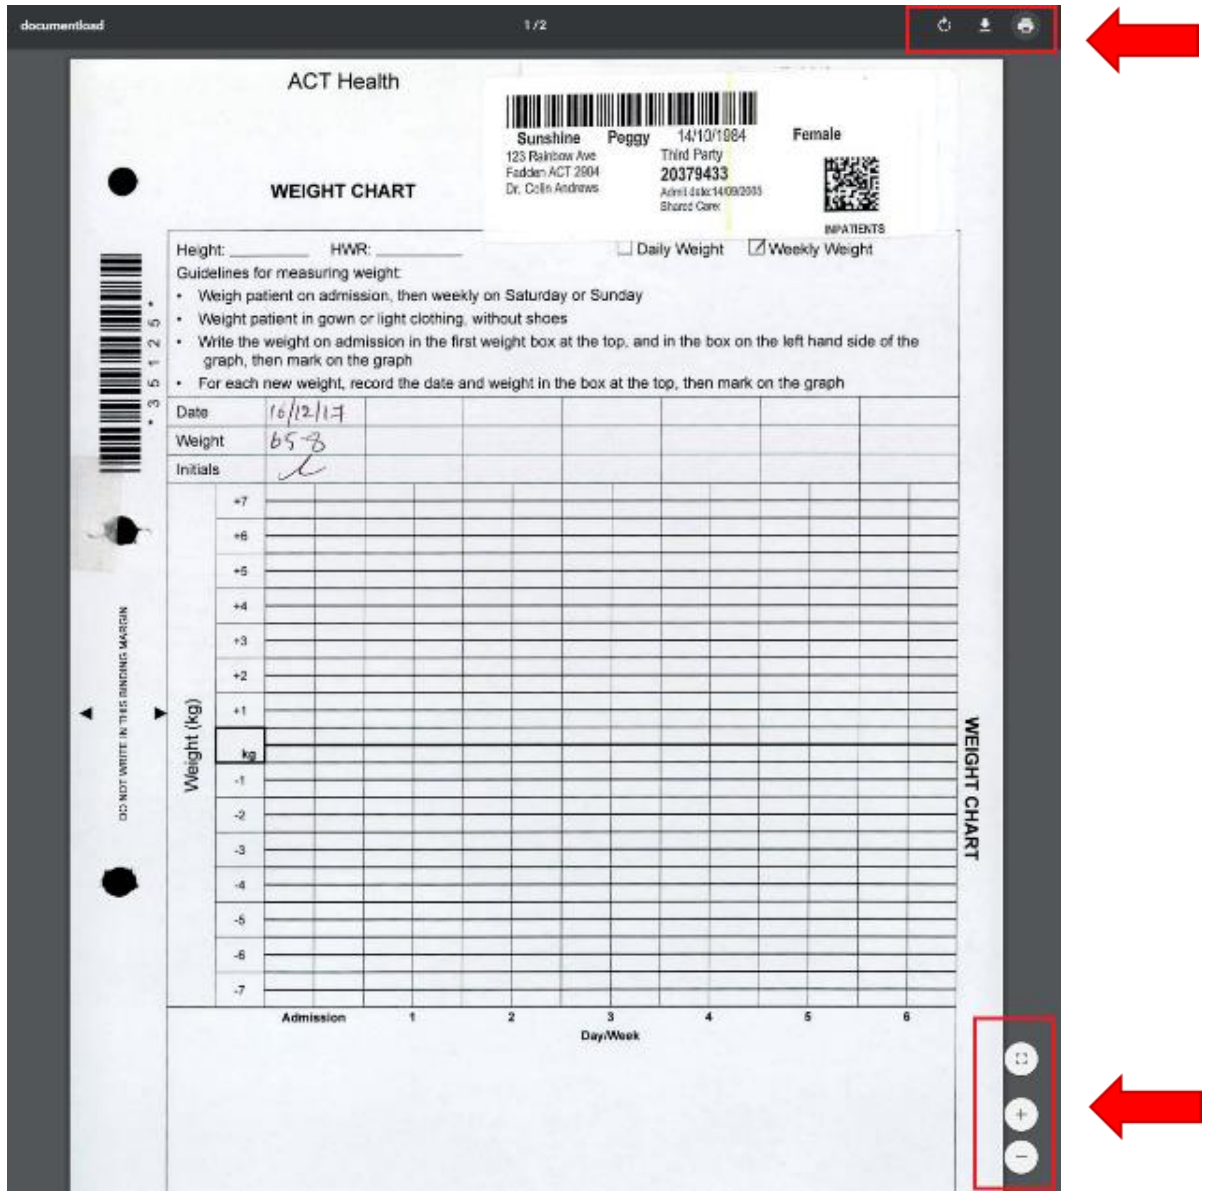 documentload 1 / 2
ACT Health
Sunshine Peggy 14/10/1984 Female
123 Rainbow Ave Third Party
Fadden ACT 2904 20379433
Dr. Colin Andrews Admit date:14/09/2005
Shared Care:
INPATIENTS
WEIGHT CHART
Height: HWR: Daily Weight Weekly Weight
Guidelines for measuring weight:
• Weigh patient on admission, then weekly on Saturday or Sunday
• Weight patient in gown or light clothing, without shoes
• Write the weight on admission in the first weight box at the top, and in the box on the left hand side of the
graph, then mark on the graph
• For each new weight, record the date and weight in the box at the top, then mark on the graph
* 35125 *
Date 16/12/17
Weight 65-8
Initials
+7
+6
+5
+4
+3
+2
+1
kg
-1
-2
-3
-4
-5
-6
-7
Weight (kg)
DO NOT WRITE IN THIS BINDING MARGIN
WEIGHT CHART
Admission 1 2 3 4 5 6
Day/Week